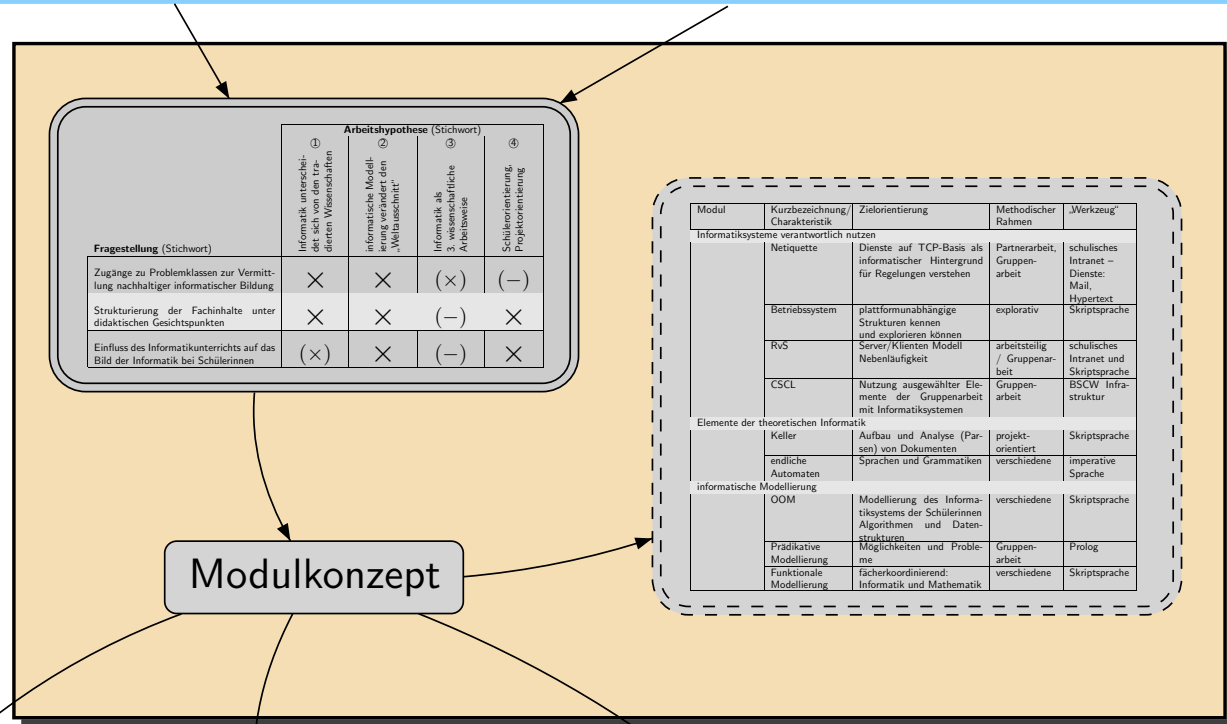 Arbeitshypothese (Stichwort)
① ② ③ ④
Informatik unterschei-
det sich von den tra-
dierten Wissenschaften
informatische Modell-
ierung verändert den
„Weltausschnitt“
Informatik als
3. wissenschaftliche
Arbeitsweise
Schülerorientierung,
Projektorientierung
Fragestellung (Stichwort)
Zugänge zu Problemklassen zur Vermitt-
lung nachhaltiger informatischer Bildung
× × (×) (−)
Strukturierung der Fachinhalte unter
didaktischen Gesichtspunkten
× × (−) ×
Einfluss des Informatikunterrichts auf das
Bild der Informatik bei Schülerinnen
(×) × (−) ×
Modulkonzept
Modul Kurzbezeichnung/ Zielorientierung Methodischer „Werkzeug“
Charakteristik Rahmen
Informatiksysteme verantwortlich nutzen
Netiquette Dienste auf TCP-Basis als Partnerarbeit, schulisches
informatischer Hintergrund Gruppen- Intranet –
für Regelungen verstehen arbeit Dienste:
Mail,
Hypertext
Betriebssystem plattformunabhängige explorativ Skriptsprache
Strukturen kennen
und explorieren können
RvS Server/Klienten Modell arbeitsteilig schulisches
Nebenläufigkeit / Gruppenar- Intranet und
beit Skriptsprache
CSCL Nutzung ausgewählter Ele- Gruppen- BSCW Infra-
mente der Gruppenarbeit arbeit struktur
mit Informatiksystemen
Elemente der theoretischen Informatik
Keller Aufbau und Analyse (Par- projekt- Skriptsprache
sen) von Dokumenten orientiert
endliche Sprachen und Grammatiken verschiedene imperative
Automaten Sprache
informatische Modellierung
OOM Modellierung des Informa- verschiedene Skriptsprache
tiksystems der Schülerinnen
Algorithmen und Daten-
strukturen
Prädikative Möglichkeiten und Proble- Gruppen- Prolog
Modellierung me arbeit
Funktionale fächerkoordinierend: verschiedene Skriptsprache
Modellierung Informatik und Mathematik